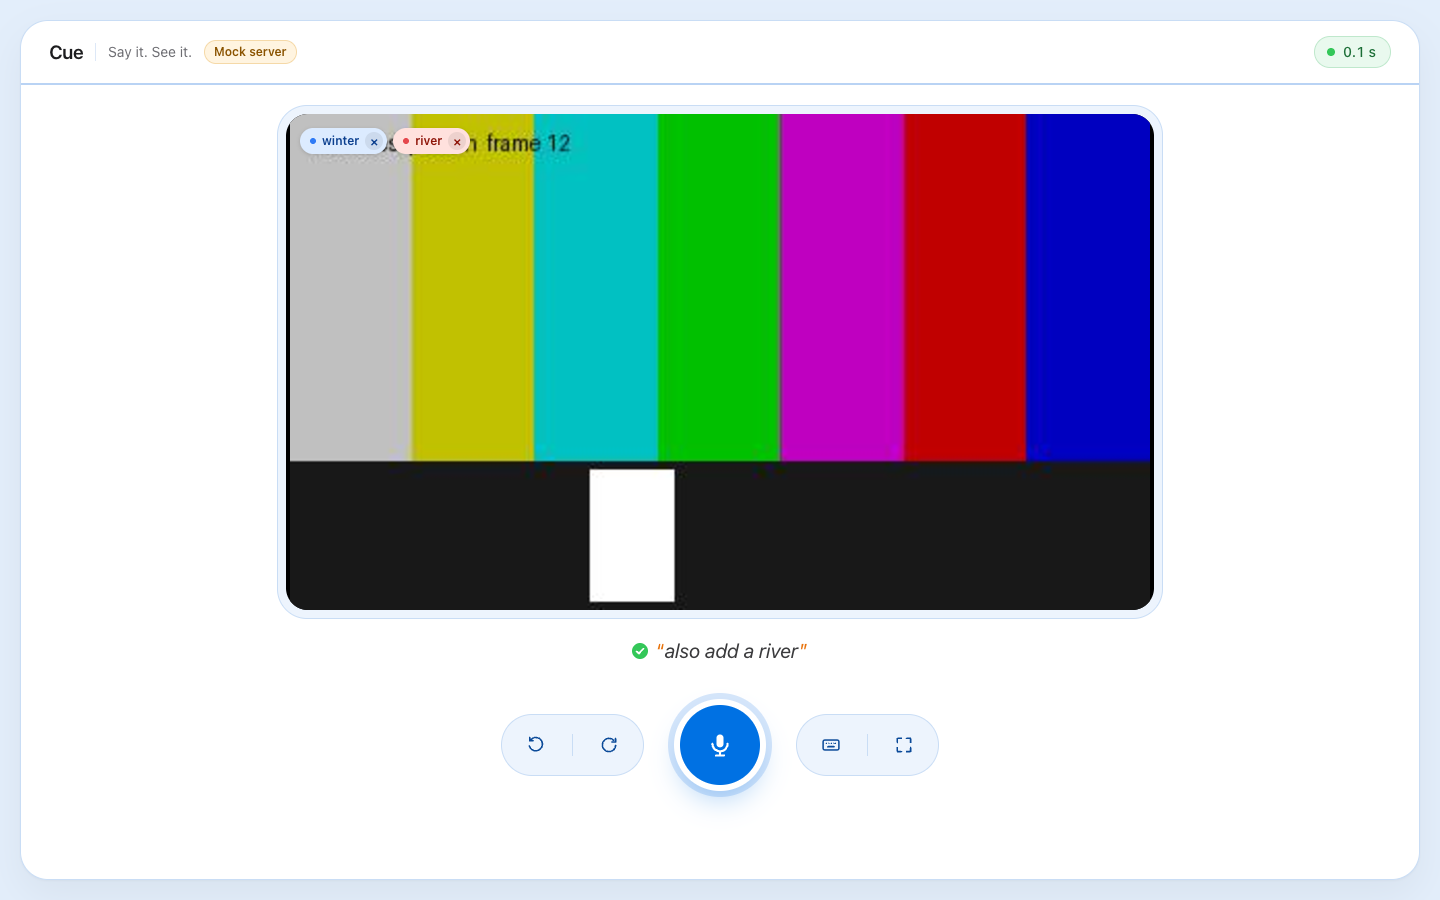 Cue
Say it. See it.
Mock server
0.1 s
winter ×
river ×
frame 12
"also add a river"